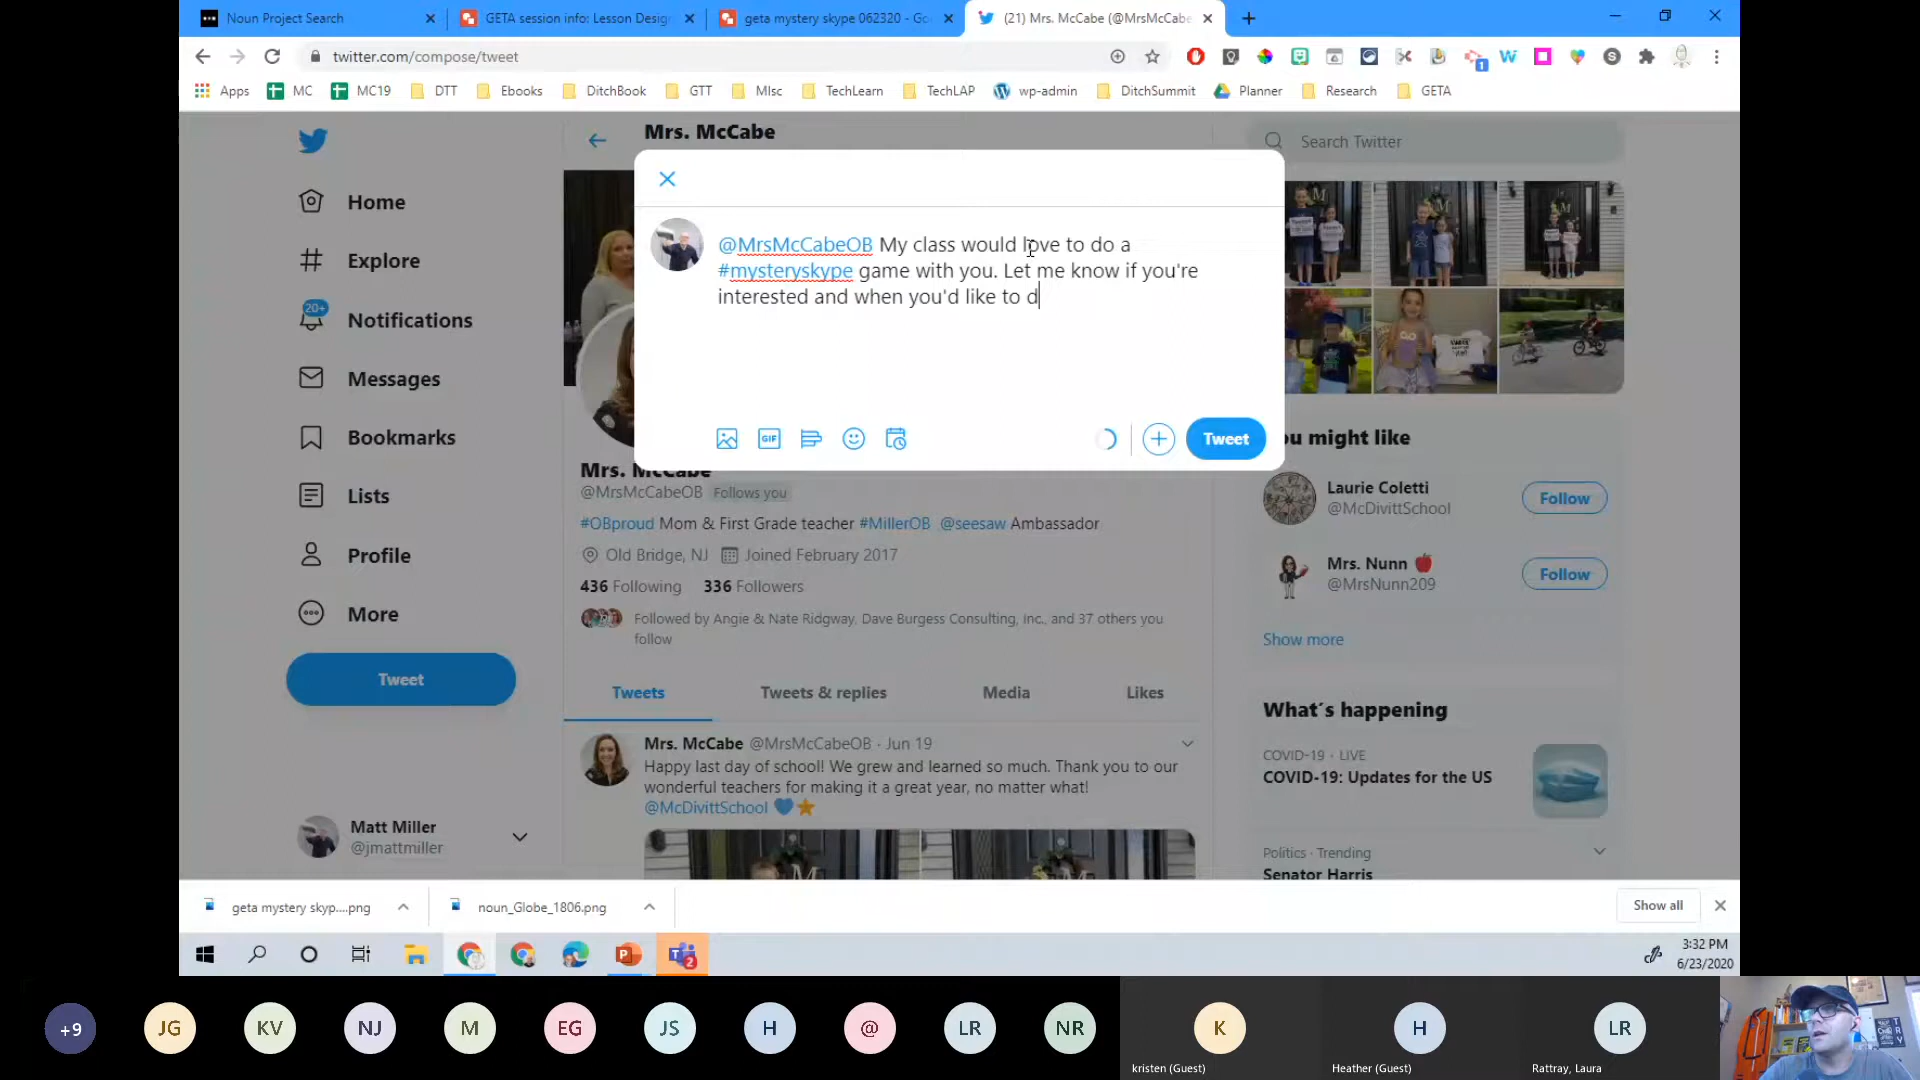 Noun Project Search
GETA session info: Lesson Design
geta mystery skype 062320 - Go
(21) Mrs. McCabe (@MrsMcCabe
twitter.com/compose/tweet
Apps
MC
MC19
DTT
Ebooks
DitchBook
GTT
MIsc
TechLearn
TechLAP
wp-admin
DitchSummit
Planner
Research
GETA
Mrs. McCabe
Search Twitter
Home
Explore
20+
Notifications
Messages
Bookmarks
Lists
Profile
More
Tweet
Matt Miller
@jmattmiller
@MrsMcCabeOB My class would love to do a
#mysteryskype game with you. Let me know if you're
interested and when you'd like to d
GIF
Tweet
Mrs. McCabe
@MrsMcCabeOB Follows you
#OBproud Mom & First Grade teacher #MillerOB @seesaw Ambassador
Old Bridge, NJ Joined February 2017
436 Following 336 Followers
Followed by Angie & Nate Ridgway, Dave Burgess Consulting, Inc., and 37 others you
follow
Tweets
Tweets & replies
Media
Likes
Mrs. McCabe @MrsMcCabeOB · Jun 19
Happy last day of school! We grew and learned so much. Thank you to our
wonderful teachers for making it a great year, no matter what!
@McDivittSchool
You might like
Laurie Coletti
@McDivittSchool
Follow
Mrs. Nunn
@MrsNunn209
Follow
Show more
What's happening
COVID-19 · LIVE
COVID-19: Updates for the US
Politics · Trending
Senator Harris
geta mystery skyp....png
noun_Globe_1806.png
Show all
3:32 PM
6/23/2020
+9
JG
KV
NJ
M
EG
JS
H
@
LR
NR
K
kristen (Guest)
H
Heather (Guest)
LR
Rattray, Laura